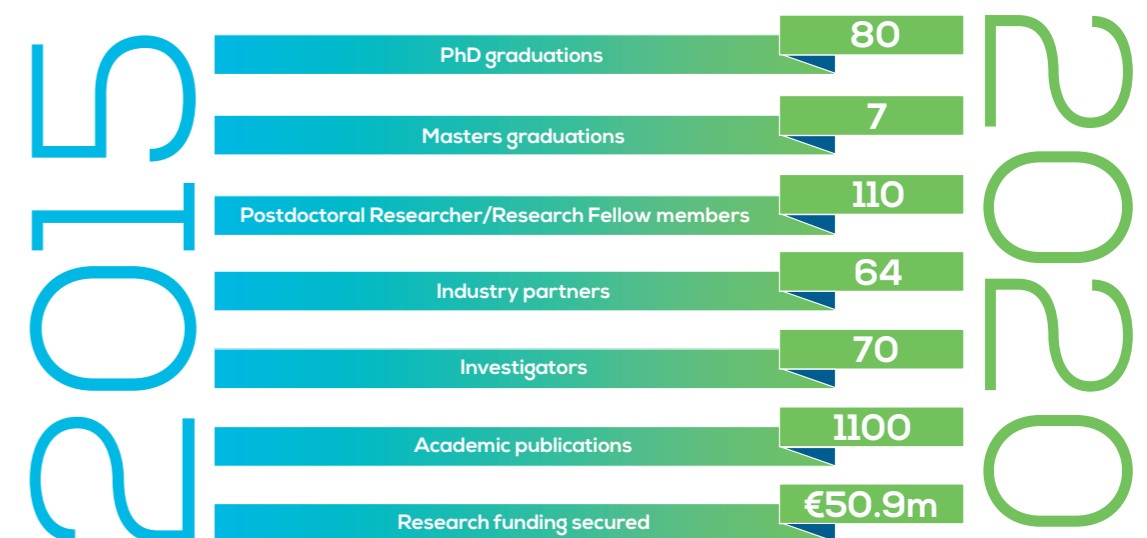 2015
PhD graduations
80
Masters graduations
7
Postdoctoral Researcher/Research Fellow members
110
Industry partners
64
Investigators
70
Academic publications
1100
Research funding secured
€50.9m
2020